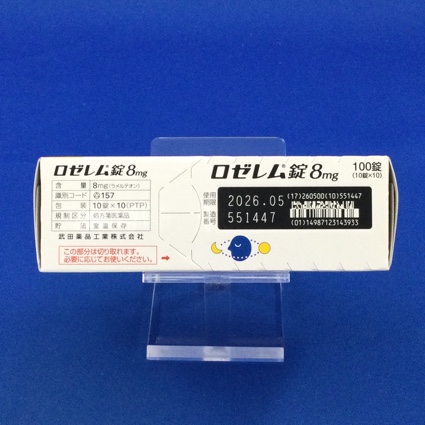 ロゼレム®錠8mg
含量 8mg(ラメルテオン)
識別コード 157
包装 10錠×10(PTP)
規制区分 処方箋医薬品
貯法 室温保存
武田薬品工業株式会社
この部分は切り取れます。
必要に応じてお使いください。→
ロゼレム®錠8mg
100錠
(10錠×10)
使用期限 2026.05
製造番号 551447
(17)260500(10)551447
(01)14987123143933